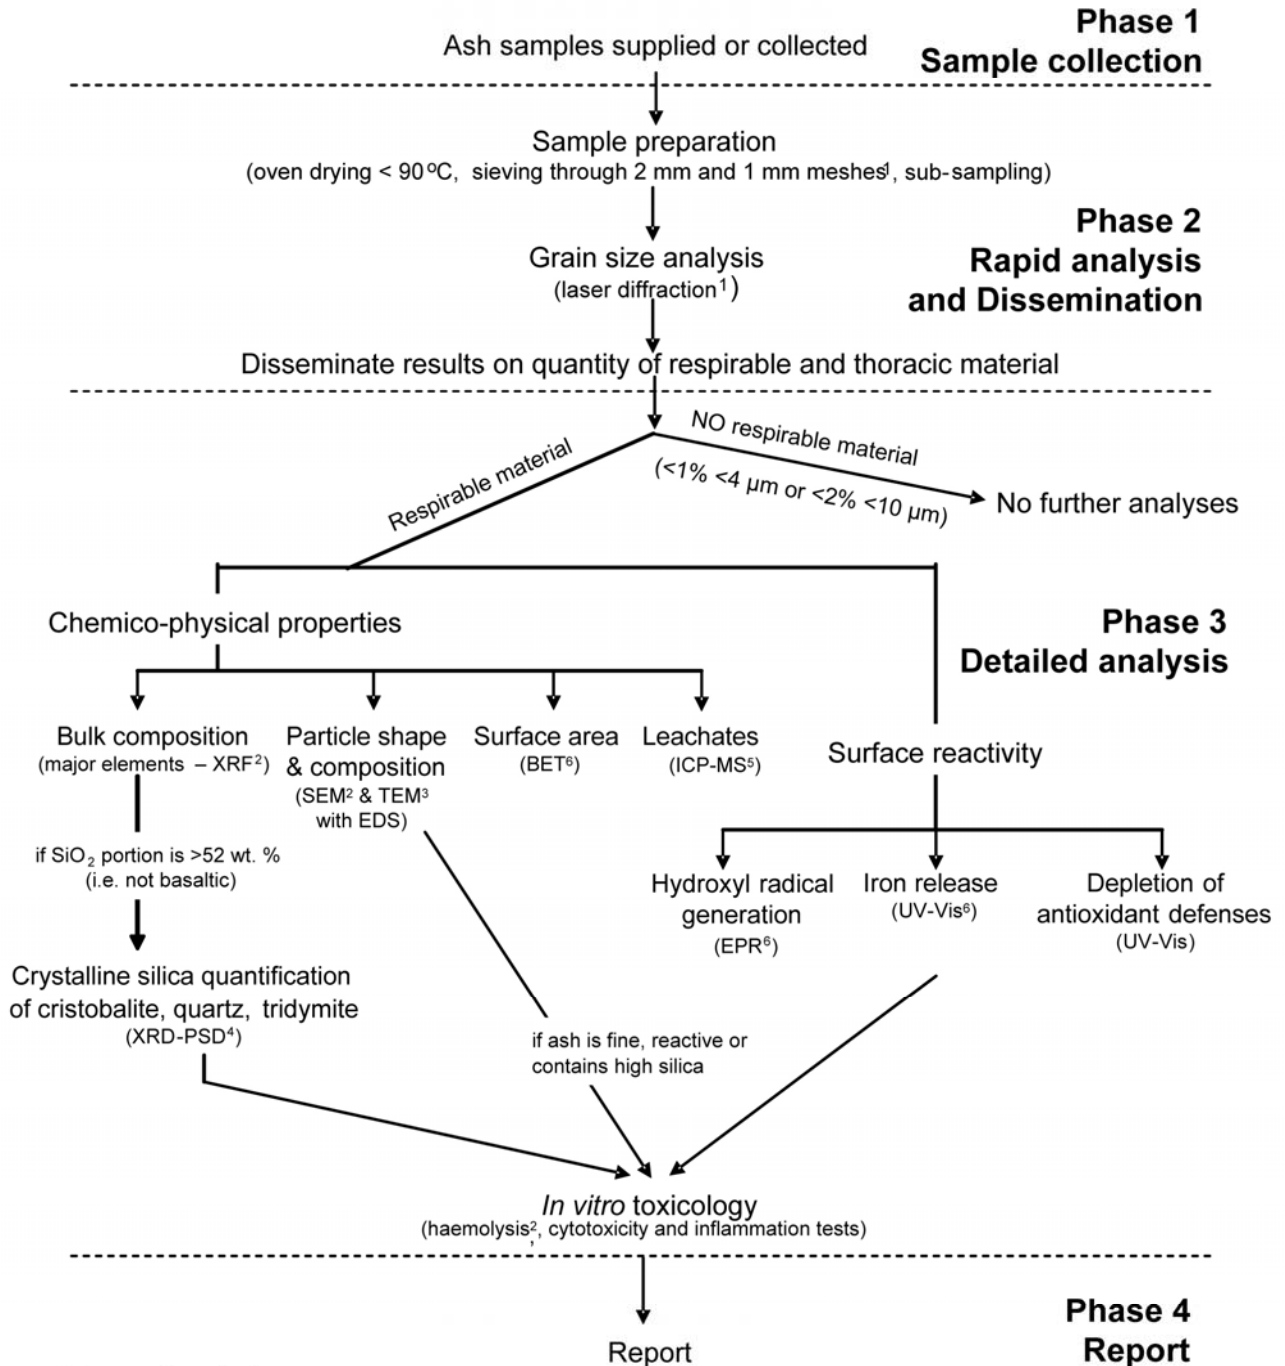 Phase 1
Sample collection
Ash samples supplied or collected
Sample preparation
(oven drying < 90ºC, sieving through 2 mm and 1 mm meshes¹, sub-sampling)
Phase 2
Rapid analysis
and Dissemination
Grain size analysis
(laser diffraction¹)
Disseminate results on quantity of respirable and thoracic material
Respirable material
NO respirable material
(<1% <4 µm or <2% <10 µm)
No further analyses
Phase 3
Detailed analysis
Chemico-physical properties
Bulk composition
(major elements – XRF²)
Particle shape
& composition
(SEM² & TEM³
with EDS)
Surface area
(BET⁶)
Leachates
(ICP-MS⁵)
Surface reactivity
if SiO₂ portion is >52 wt. %
(i.e. not basaltic)
Hydroxyl radical
generation
(EPR⁶)
Iron release
(UV-Vis⁶)
Depletion of
antioxidant defenses
(UV-Vis)
Crystalline silica quantification
of cristobalite, quartz, tridymite
(XRD-PSD⁴)
if ash is fine, reactive or
contains high silica
In vitro toxicology
(haemolysis², cytotoxicity and inflammation tests)
Phase 4
Report
Report